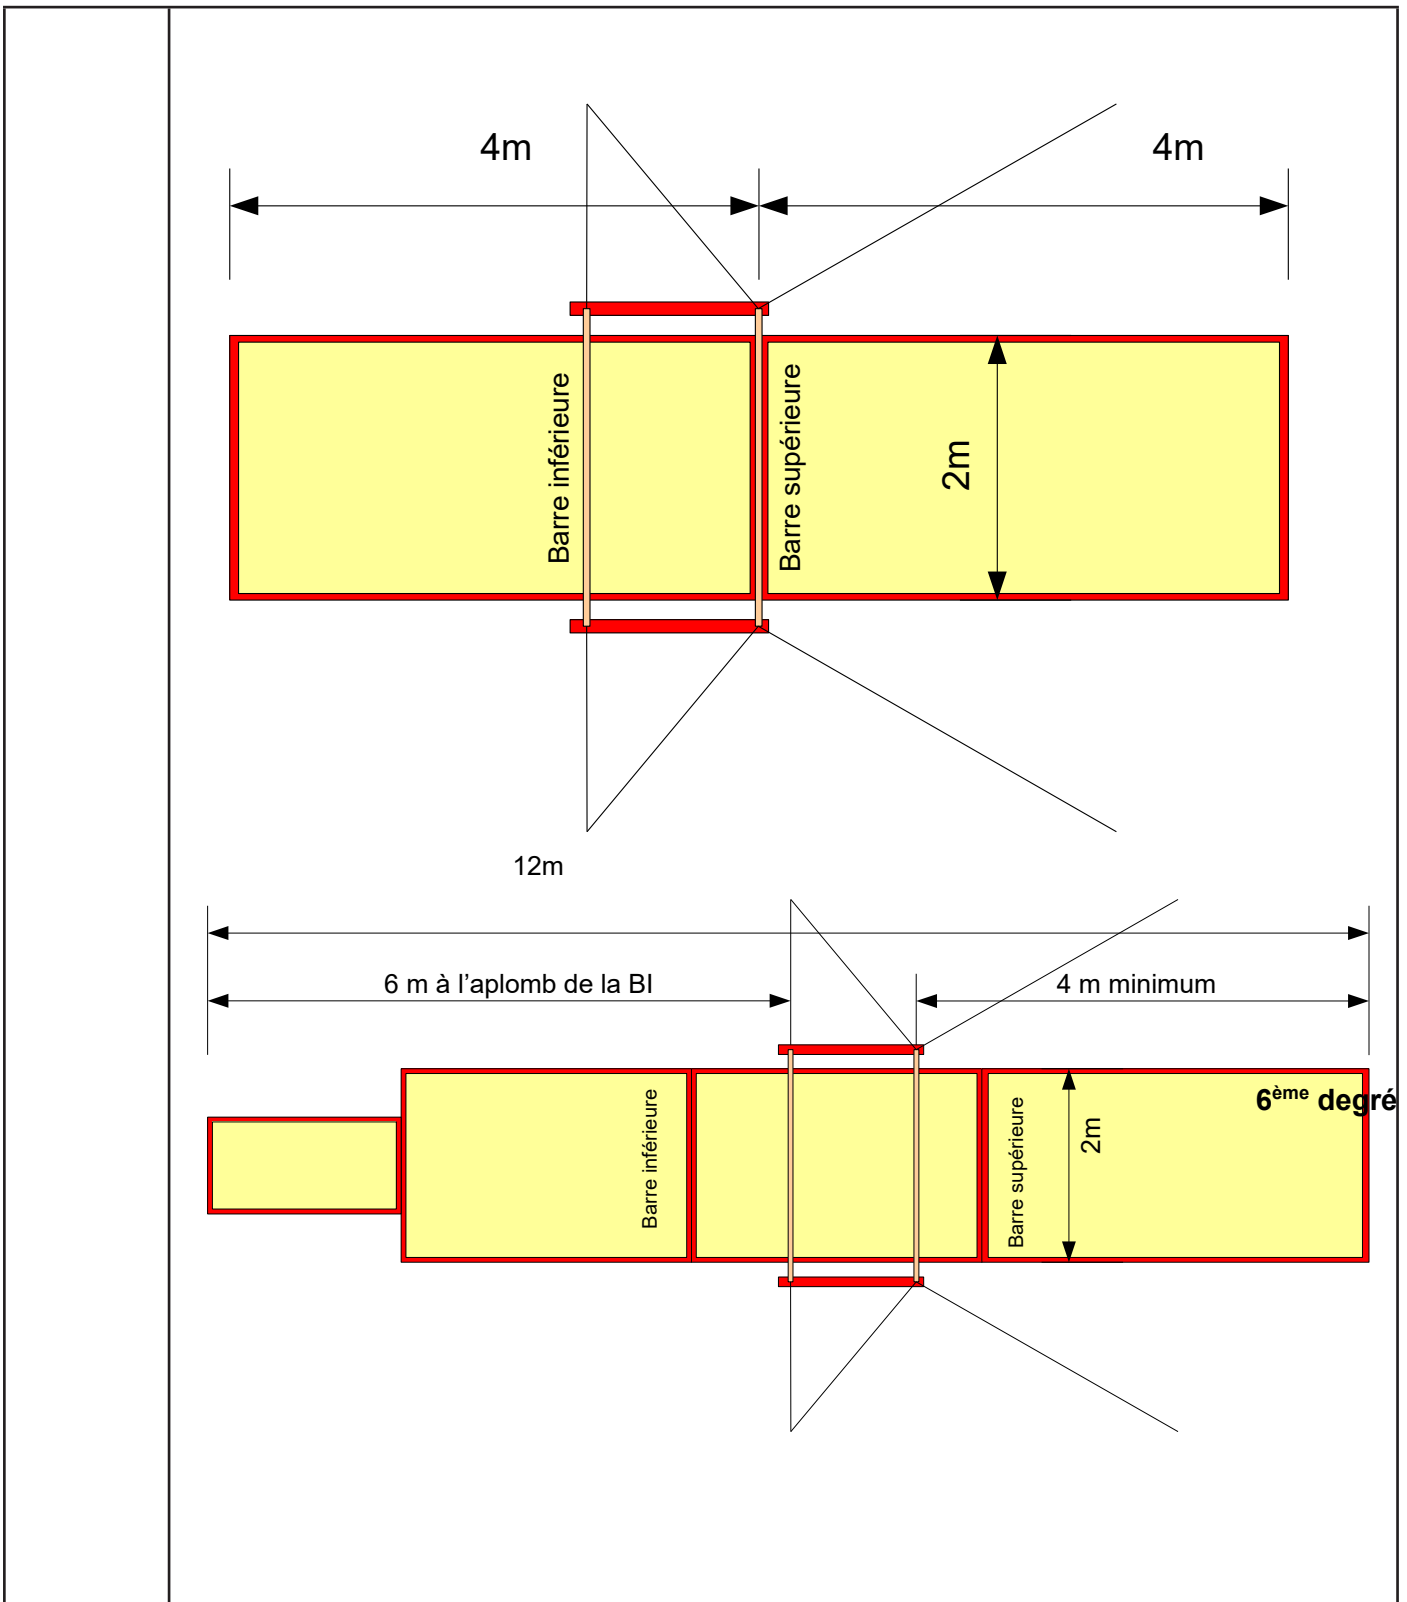 4m
4m
Barre inférieure
Barre supérieure
2m
12m
6 m à l’aplomb de la BI
4 m minimum
6ème degré
Barre inférieure
Barre supérieure
2m